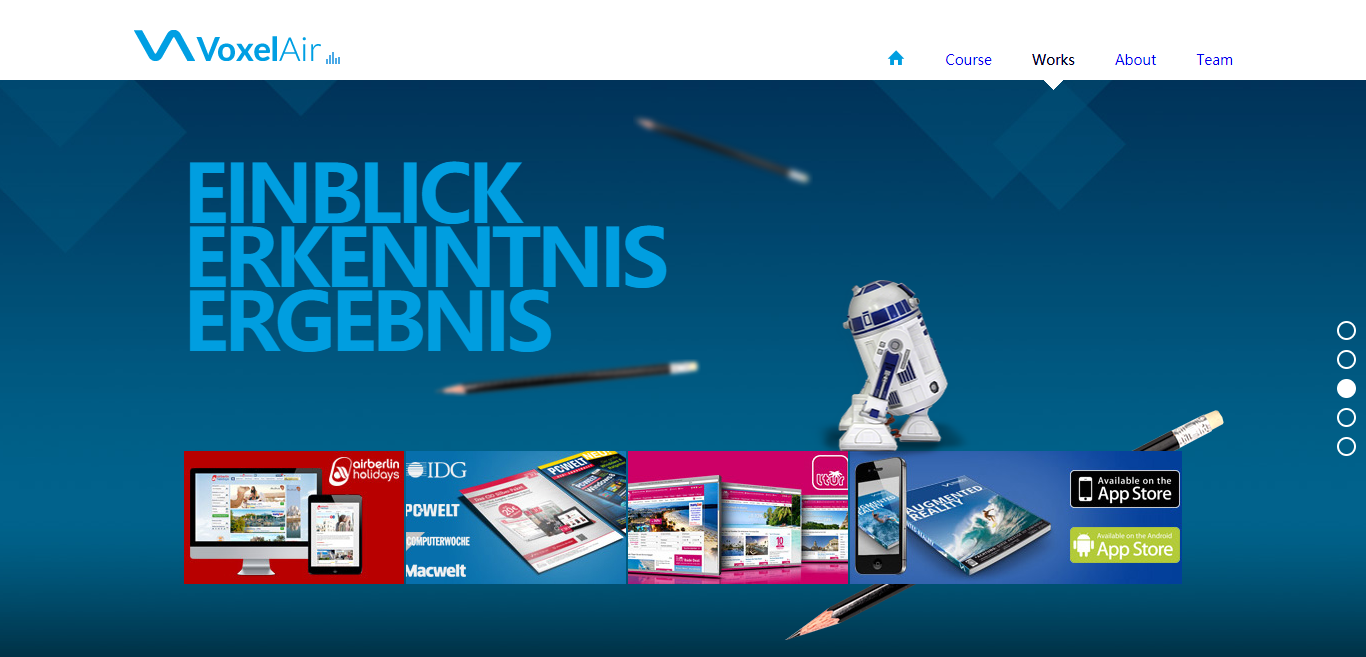 VoxelAir
Course
Works
About
Team
EINBLICK
ERKENNTNIS
ERGEBNIS
airberlin
holidays
IDG
PCWELT
COMPUTERWOCHE
Macwelt
PCWELT
AUGMENTED
REALITY
Available on the
App Store
Available on the Android
App Store